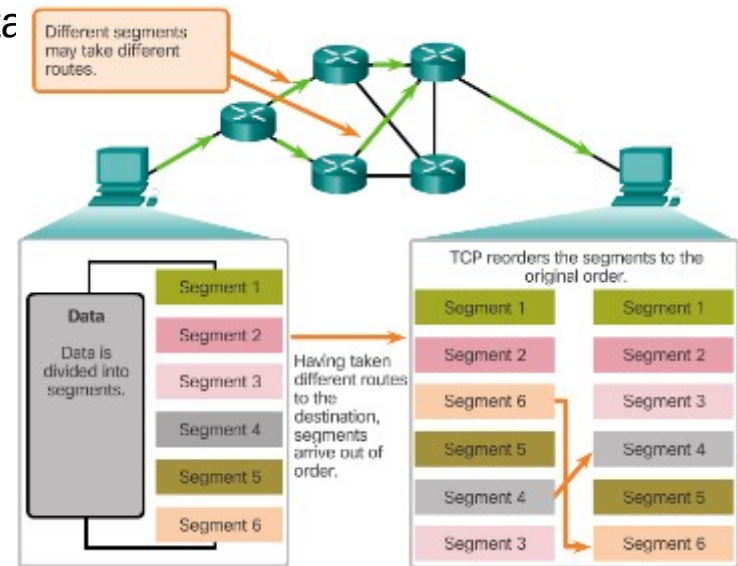 Different segments
may take different
routes.
Data
Data is
divided into
segments.
Segment 1
Segment 2
Segment 3
Segment 4
Segment 5
Segment 6
Having taken
different routes
to the
destination,
segments
arrive out of
order.
TCP reorders the segments to the
original order.
Segment 1
Segment 2
Segment 6
Segment 5
Segment 4
Segment 3
Segment 1
Segment 2
Segment 3
Segment 4
Segment 5
Segment 6